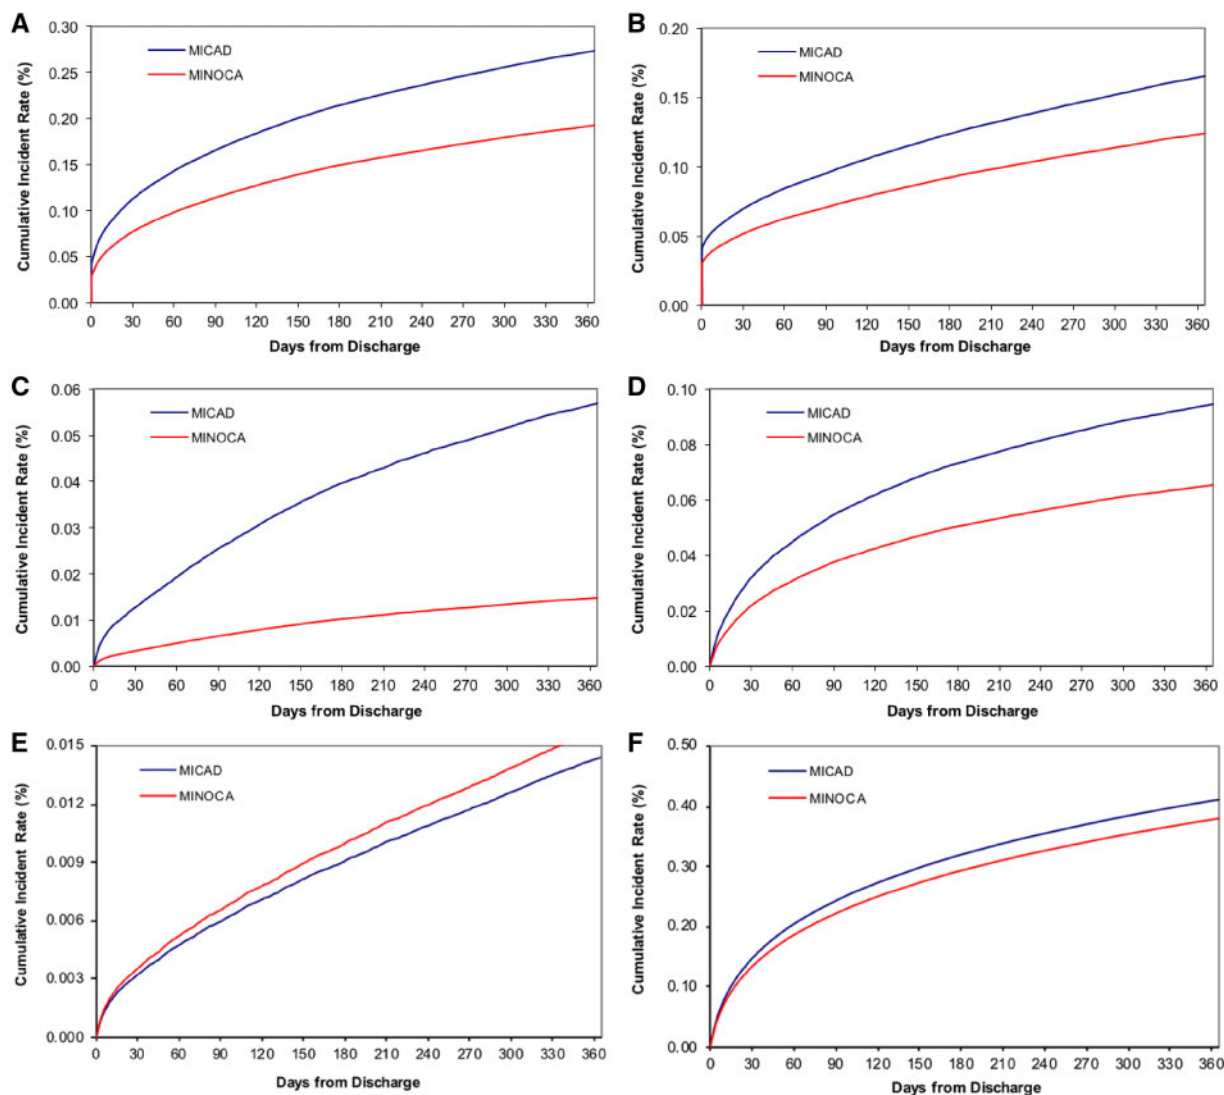 A
Cumulative Incident Rate (%)
0.30
0.25
0.20
0.15
0.10
0.05
0.00
MICAD
MINOCA
0 30 60 90 120 150 180 210 240 270 300 330 360
Days from Discharge
B
Cumulative Incident Rate (%)
0.20
0.15
0.10
0.05
0.00
MICAD
MINOCA
0 30 60 90 120 150 180 210 240 270 300 330 360
Days from Discharge
C
Cumulative Incident Rate (%)
0.06
0.05
0.04
0.03
0.02
0.01
0.00
MICAD
MINOCA
0 30 60 90 120 150 180 210 240 270 300 330 360
Days from Discharge
D
Cumulative Incident Rate (%)
0.10
0.08
0.06
0.04
0.02
0.00
MICAD
MINOCA
0 30 60 90 120 150 180 210 240 270 300 330 360
Days from Discharge
E
Cumulative Incident Rate (%)
0.015
0.012
0.009
0.006
0.003
0.000
MICAD
MINOCA
0 30 60 90 120 150 180 210 240 270 300 330 360
Days from Discharge
F
Cumulative Incident Rate (%)
0.50
0.40
0.30
0.20
0.10
0.00
MICAD
MINOCA
0 30 60 90 120 150 180 210 240 270 300 330 360
Days from Discharge